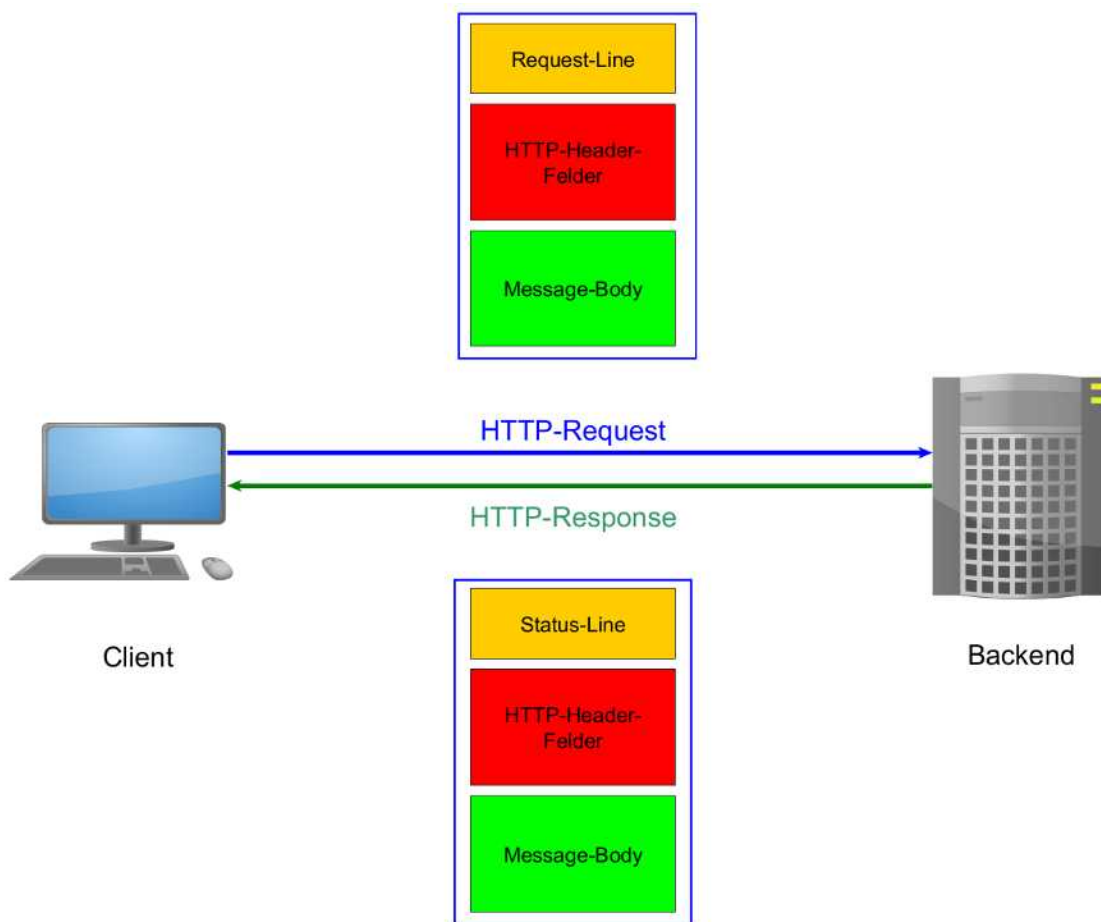 Request-Line
HTTP-Header-
Felder
Message-Body
HTTP-Request
HTTP-Response
Client
Backend
Status-Line
HTTP-Header-
Felder
Message-Body